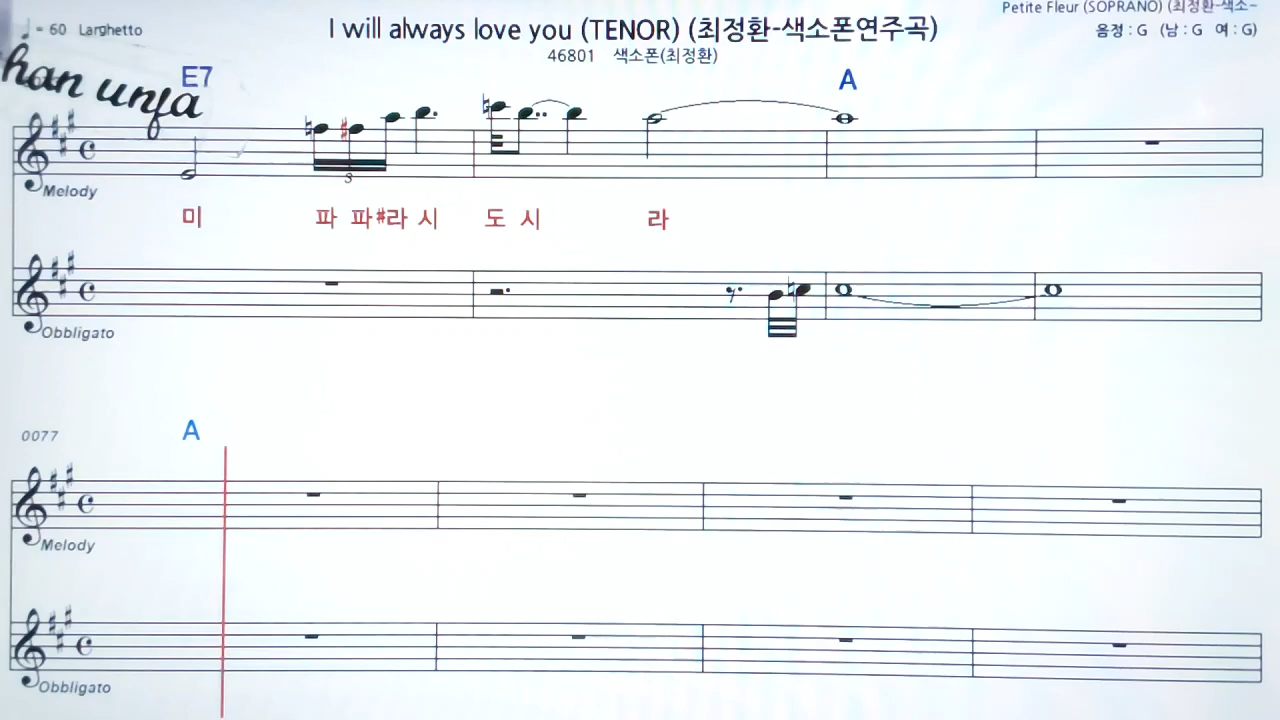 ♩= 60 Larghetto
I will always love you (TENOR) (최정환-색소폰연주곡)
Petite Fleur (SOPRANO) (최정환-색소-
46801 색소폰(최정환)
음정 : G (남 : G 여 : G)
han unja
E7 A
Melody
3
미 파 파#라 시 도 시 라
Obbligato
0077 A
Melody
Obbligato